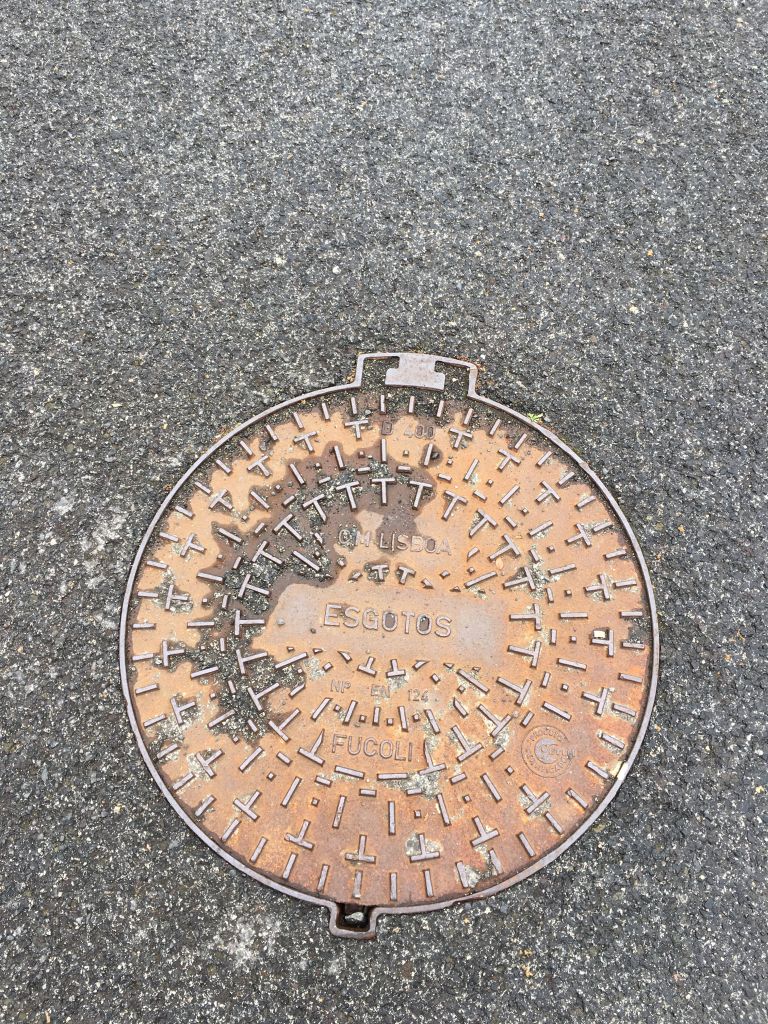 D 400
CM LISBOA
ESGOTOS
NP EN 124
FUCOLI